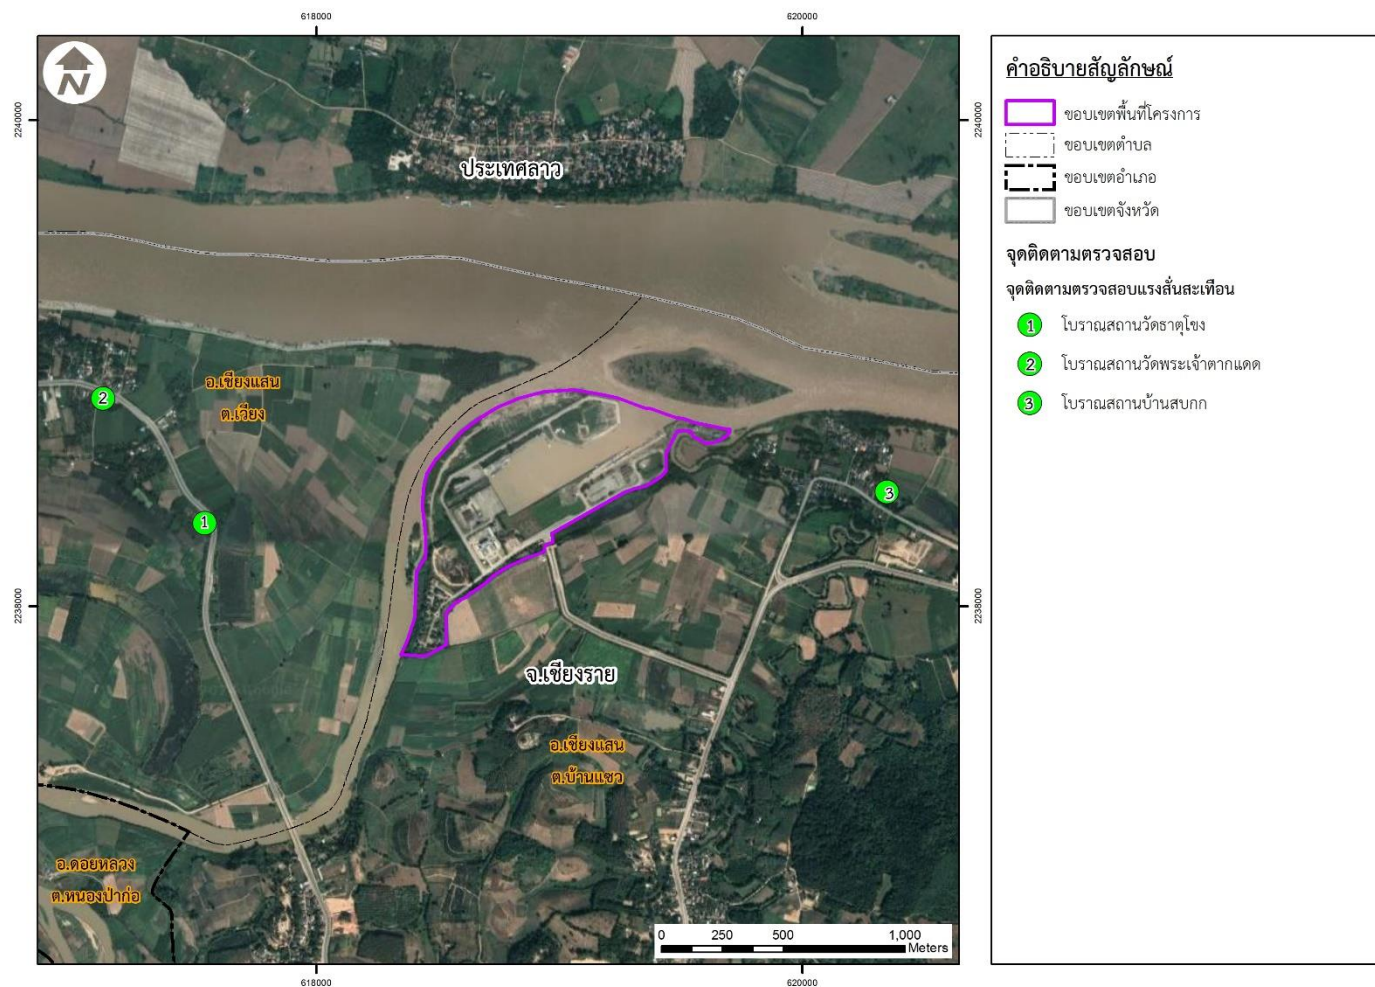 618000
620000
N
2240000
2240000
ประเทศลาว
อ.เชียงแสน
ต.เวียง
2
1
3
2238000
2238000
จ.เชียงราย
อ.เชียงแสน
ต.บ้านแซว
อ.ดอยหลวง
ต.หนองป่าก่อ
0 250 500 1,000
Meters
618000
620000
คำอธิบายสัญลักษณ์
ขอบเขตพื้นที่โครงการ
ขอบเขตตำบล
ขอบเขตอำเภอ
ขอบเขตจังหวัด
จุดติดตามตรวจสอบ
จุดติดตามตรวจสอบแรงสั่นสะเทือน
1 โบราณสถานวัดธาตุโขง
2 โบราณสถานวัดพระเจ้าตากแดด
3 โบราณสถานบ้านสบกก